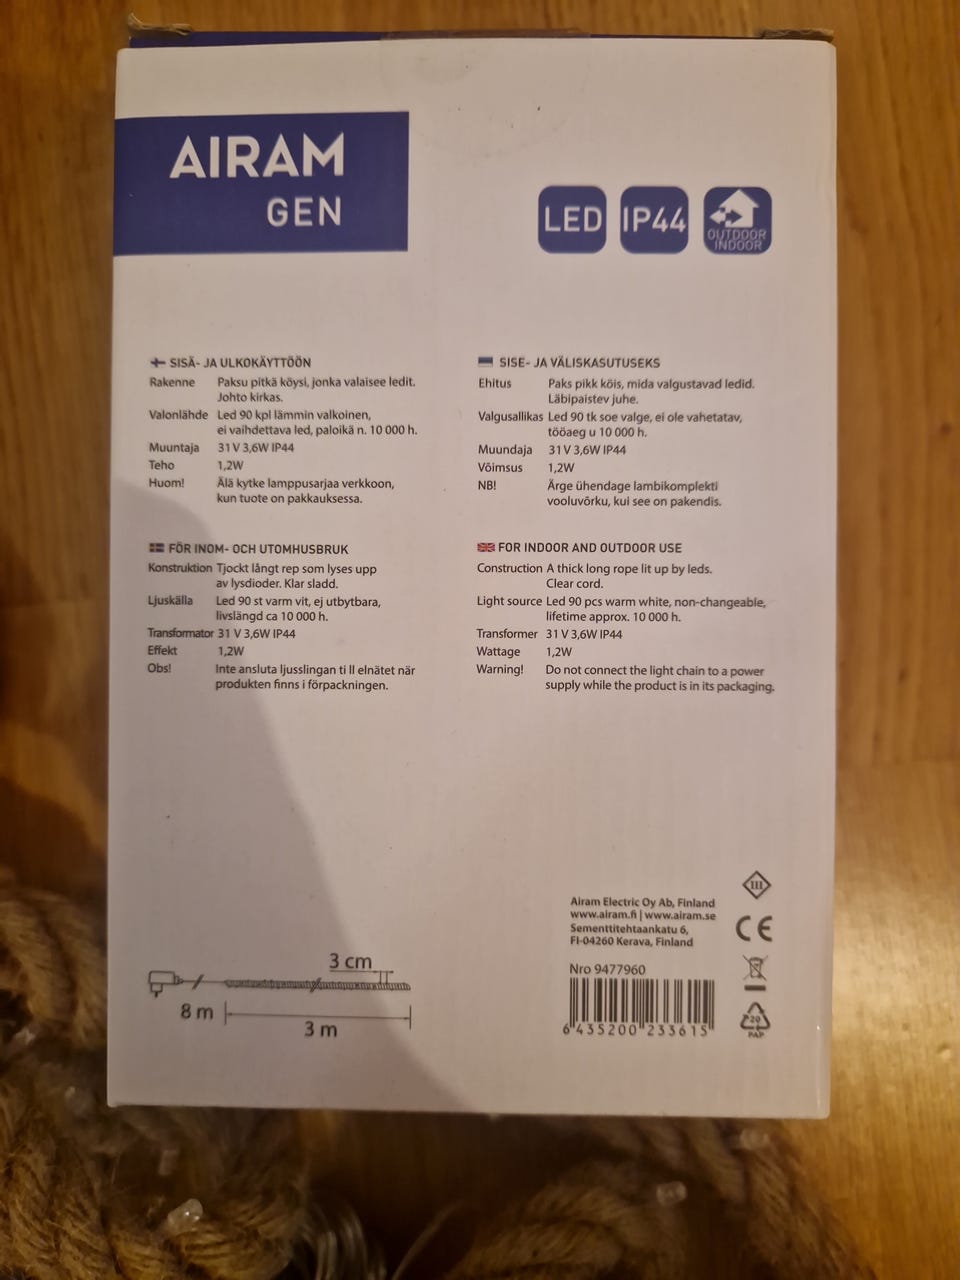 AIRAM
GEN
LED
IP44
OUTDOOR
INDOOR
SISÄ- JA ULKOKÄYTTÖÖN
Rakenne Paksu pitkä köysi, jonka valaisee ledit.
Johto kirkas.
Valonlähde Led 90 kpl lämmin valkoinen,
ei vaihdettava led, paloikä n. 10 000 h.
Muuntaja 31 V 3,6W IP44
Teho 1,2W
Huom! Älä kytke lamppusarjaa verkkoon,
kun tuote on pakkauksessa.
SISE- JA VÄLISKASUTUSEKS
Ehitus Paks pikk köis, mida valgustavad ledid.
Läbipaistev juhe.
Valgusallikas Led 90 tk soe valge, ei ole vahetatav,
tööaeg u 10 000 h.
Muundaja 31 V 3,6W IP44
Võimsus 1,2W
NB! Ärge ühendage lambikomplekti
vooluvõrku, kui see on pakendis.
FÖR INOM- OCH UTOMHUSBRUK
Konstruktion Tjockt långt rep som lyses upp
av lysdioder. Klar sladd.
Ljuskälla Led 90 st varm vit, ej utbytbara,
livslängd ca 10 000 h.
Transformator 31 V 3,6W IP44
Effekt 1,2W
Obs! Inte ansluta ljusslingan ti ll elnätet när
produkten finns i förpackningen.
FOR INDOOR AND OUTDOOR USE
Construction A thick long rope lit up by leds.
Clear cord.
Light source Led 90 pcs warm white, non-changeable,
lifetime approx. 10 000 h.
Transformer 31 V 3,6W IP44
Wattage 1,2W
Warning! Do not connect the light chain to a power
supply while the product is in its packaging.
3 cm
8 m
3 m
Airam Electric Oy Ab, Finland
www.airam.fi | www.airam.se
Sementtitehtaankatu 6,
FI-04260 Kerava, Finland
Nro 9477960
6 435200 233615
III
CE
20
PAP